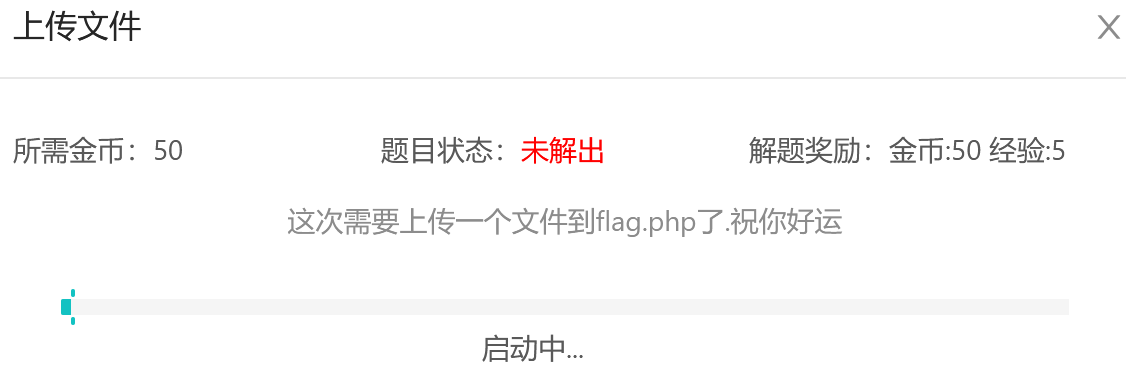 上传文件 X
所需金币：50 题目状态：未解出 解题奖励：金币:50 经验:5
这次需要上传一个文件到flag.php了.祝你好运
启动中...